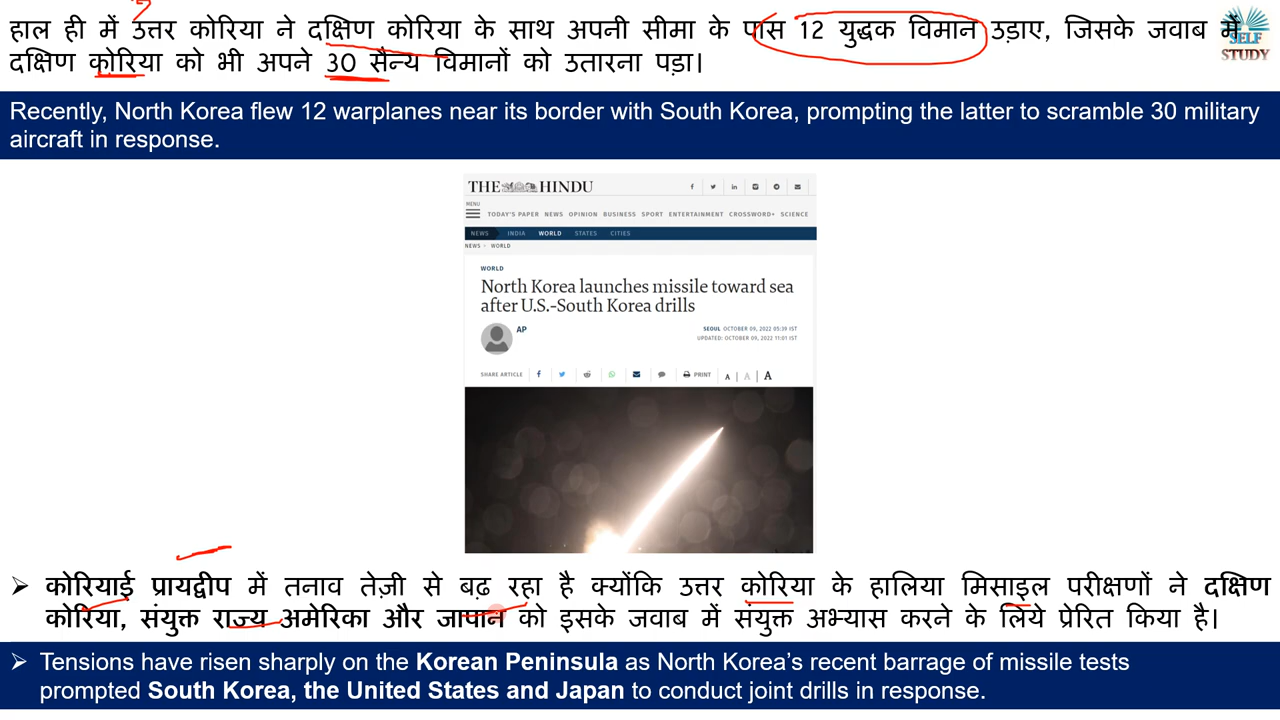 हाल ही में उत्तर कोरिया ने दक्षिण कोरिया के साथ अपनी सीमा के पास 12 युद्धक विमान उड़ाए, जिसके जवाब में
दक्षिण कोरिया को भी अपने 30 सैन्य विमानों को उतारना पड़ा।
SELF
STUDY
Recently, North Korea flew 12 warplanes near its border with South Korea, prompting the latter to scramble 30 military
aircraft in response.
THE HINDU
MENU
TODAY'S PAPER NEWS OPINION BUSINESS SPORT ENTERTAINMENT CROSSWORD+ SCIENCE
NEWS INDIA WORLD STATES CITIES
NEWS > WORLD
WORLD
North Korea launches missile toward sea
after U.S.-South Korea drills
AP
SEOUL OCTOBER 09, 2022 05:39 IST
UPDATED: OCTOBER 09, 2022 11:01 IST
SHARE ARTICLE PRINT A | A | A
➢ कोरियाई प्रायद्वीप में तनाव तेज़ी से बढ़ रहा है क्योंकि उत्तर कोरिया के हालिया मिसाइल परीक्षणों ने दक्षिण
कोरिया, संयुक्त राज्य अमेरिका और जापान को इसके जवाब में संयुक्त अभ्यास करने के लिये प्रेरित किया है।
➢ Tensions have risen sharply on the Korean Peninsula as North Korea's recent barrage of missile tests
prompted South Korea, the United States and Japan to conduct joint drills in response.